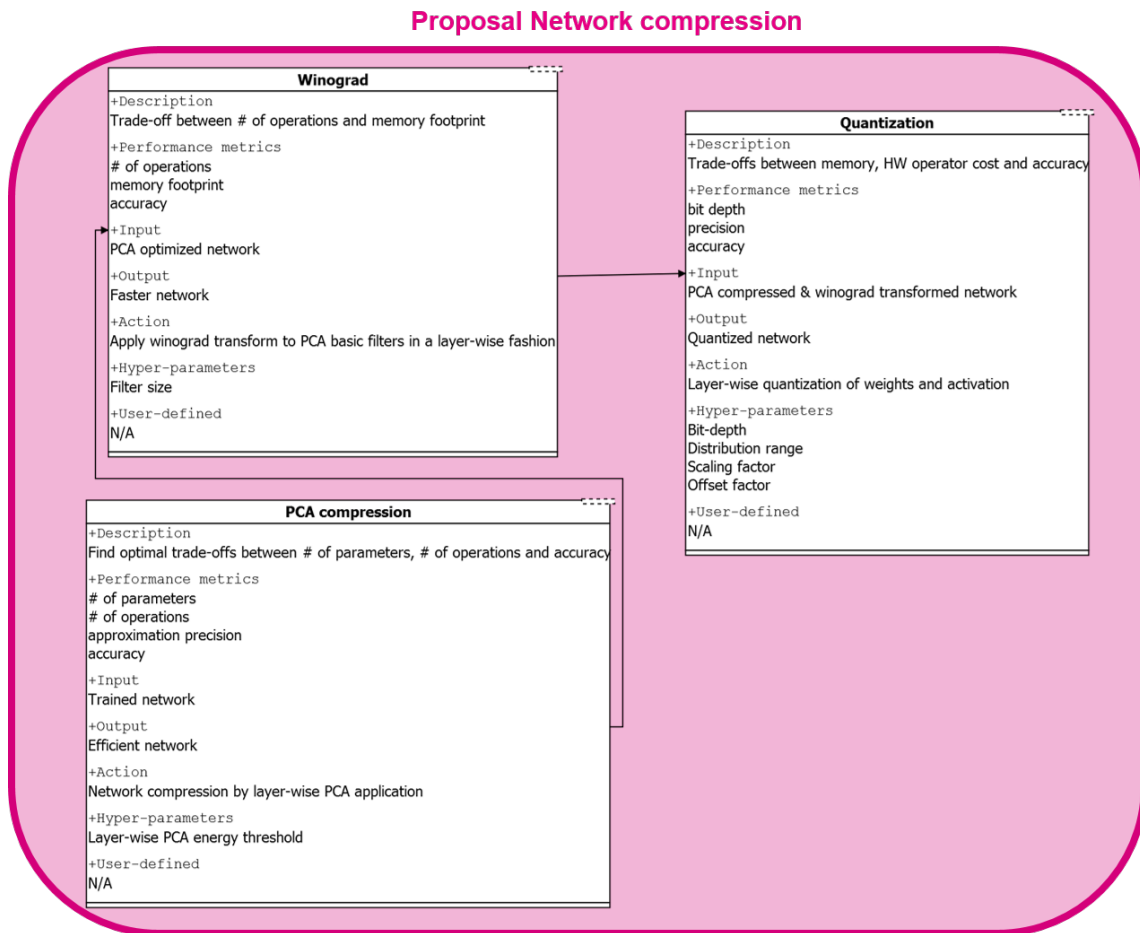 Proposal Network compression
Winograd
+Description
Trade-off between # of operations and memory footprint
+Performance metrics
# of operations
memory footprint
accuracy
+Input
PCA optimized network
+Output
Faster network
+Action
Apply winograd transform to PCA basic filters in a layer-wise fashion
+Hyper-parameters
Filter size
+User-defined
N/A
Quantization
+Description
Trade-offs between memory, HW operator cost and accuracy
+Performance metrics
bit depth
precision
accuracy
+Input
PCA compressed & winograd transformed network
+Output
Quantized network
+Action
Layer-wise quantization of weights and activation
+Hyper-parameters
Bit-depth
Distribution range
Scaling factor
Offset factor
+User-defined
N/A
PCA compression
+Description
Find optimal trade-offs between # of parameters, # of operations and accuracy
+Performance metrics
# of parameters
# of operations
approximation precision
accuracy
+Input
Trained network
+Output
Efficient network
+Action
Network compression by layer-wise PCA application
+Hyper-parameters
Layer-wise PCA energy threshold
+User-defined
N/A